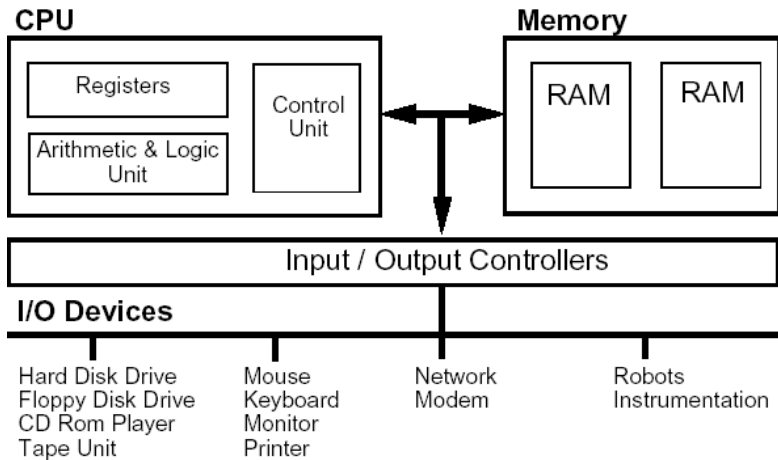 CPU
Memory
Registers
Arithmetic & Logic
Unit
Control
Unit
RAM
RAM
Input / Output Controllers
I/O Devices
Hard Disk Drive
Floppy Disk Drive
CD Rom Player
Tape Unit
Mouse
Keyboard
Monitor
Printer
Network
Modem
Robots
Instrumentation